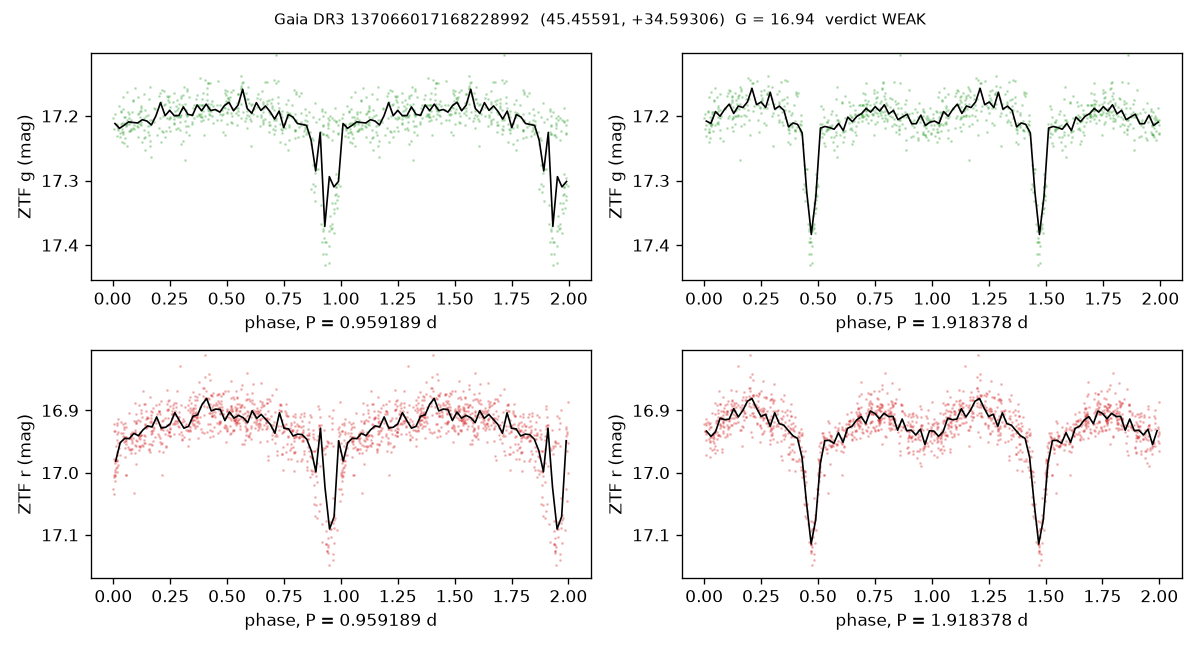 Gaia DR3 137066017168228992 (45.45591, +34.59306) G = 16.94 verdict WEAK
ZTF g (mag)
17.2
17.3
17.4
0.00 0.25 0.50 0.75 1.00 1.25 1.50 1.75 2.00
phase, P = 0.959189 d
ZTF g (mag)
17.2
17.3
17.4
0.00 0.25 0.50 0.75 1.00 1.25 1.50 1.75 2.00
phase, P = 1.918378 d
ZTF r (mag)
16.9
17.0
17.1
0.00 0.25 0.50 0.75 1.00 1.25 1.50 1.75 2.00
phase, P = 0.959189 d
ZTF r (mag)
16.9
17.0
17.1
0.00 0.25 0.50 0.75 1.00 1.25 1.50 1.75 2.00
phase, P = 1.918378 d